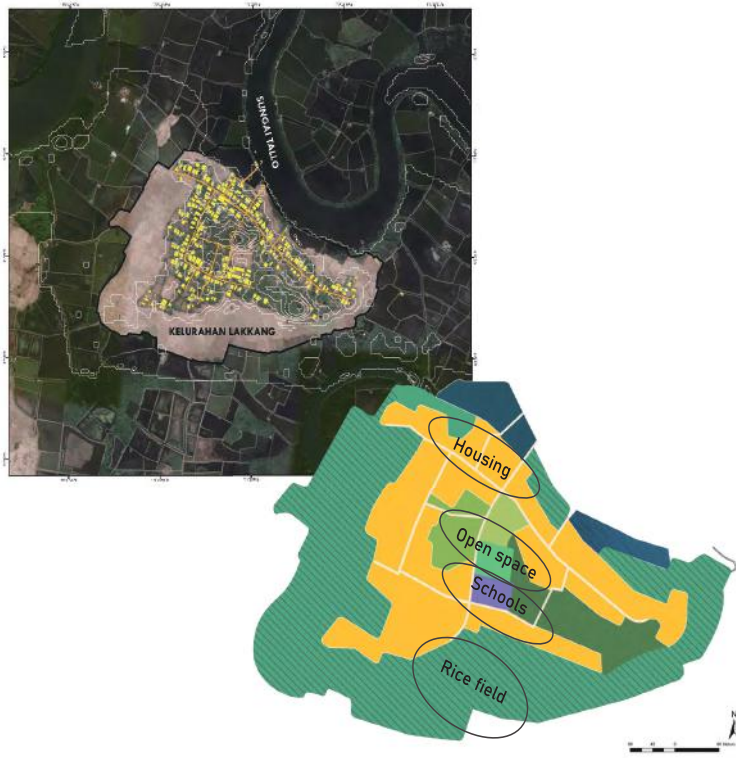 SUNGAI TALLO
KELURAHAN LAKKANG
Housing
Open space
Schools
Rice field
N